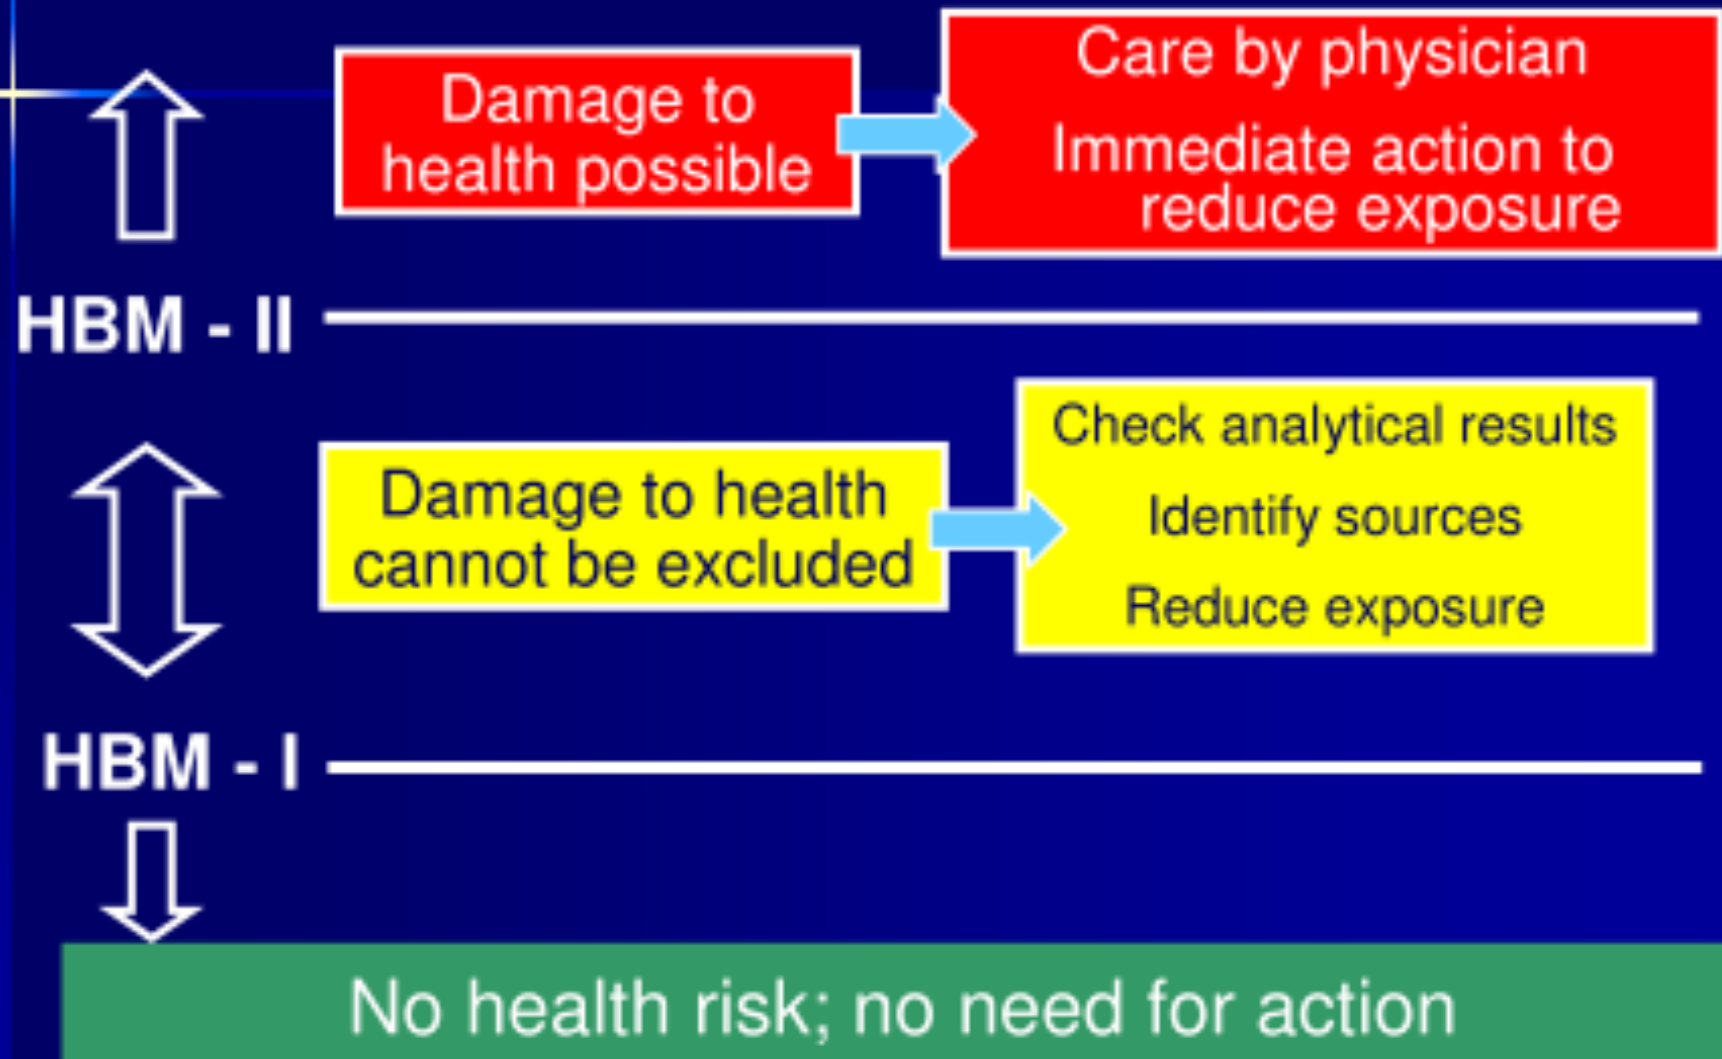 Damage to
health possible
Care by physician
Immediate action to
reduce exposure
HBM - II
Damage to health
cannot be excluded
Check analytical results
Identify sources
Reduce exposure
HBM - I
No health risk; no need for action